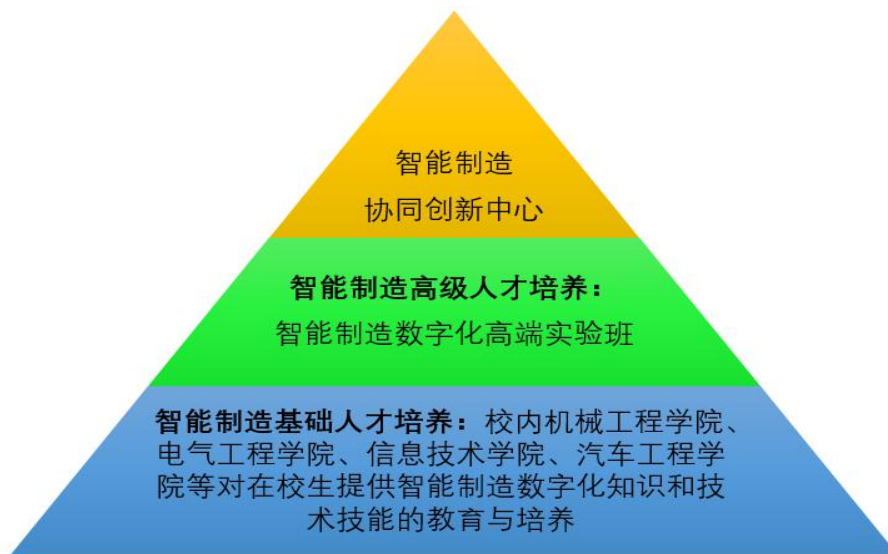 智能制造
协同创新中心
智能制造高级人才培养：
智能制造数字化高端实验班
智能制造基础人才培养：校内机械工程学院、
电气工程学院、信息技术学院、汽车工程学
院等对在校生提供智能制造数字化知识和技
术技能的教育与培养